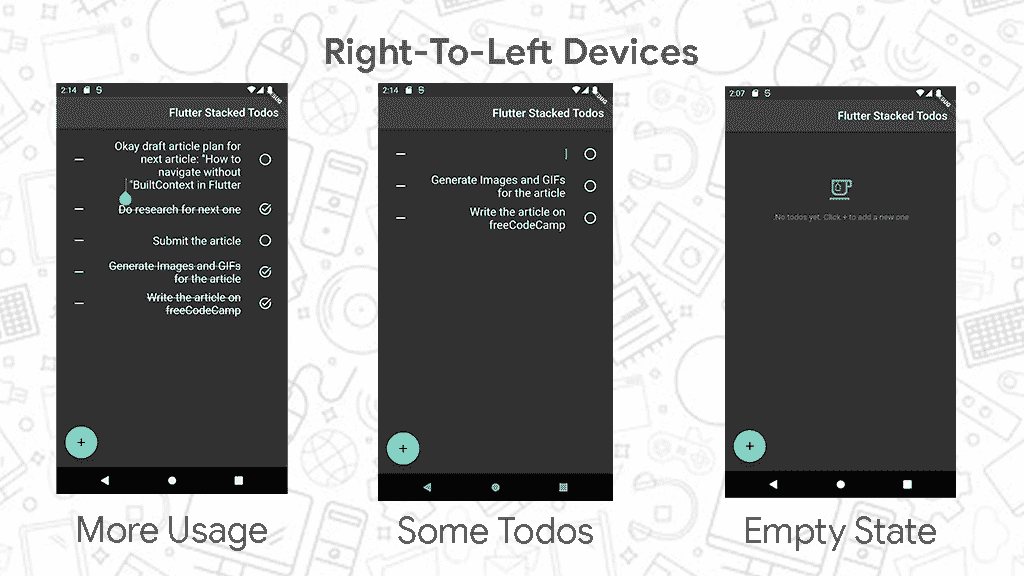 Right-To-Left Devices
2:14
Flutter Stacked Todos
Okay draft article plan for
next article: "How to
navigate without
"BuiltContext in Flutter
Do research for next one
Submit the article
Generate Images and GIFs
for the article
Write the article on
freeCodeCamp
+
More Usage
2:14
Flutter Stacked Todos
Generate Images and GIFs
for the article
Write the article on
freeCodeCamp
+
Some Todos
2:07
Flutter Stacked Todos
.No todos yet. Click + to add a new one
+
Empty State